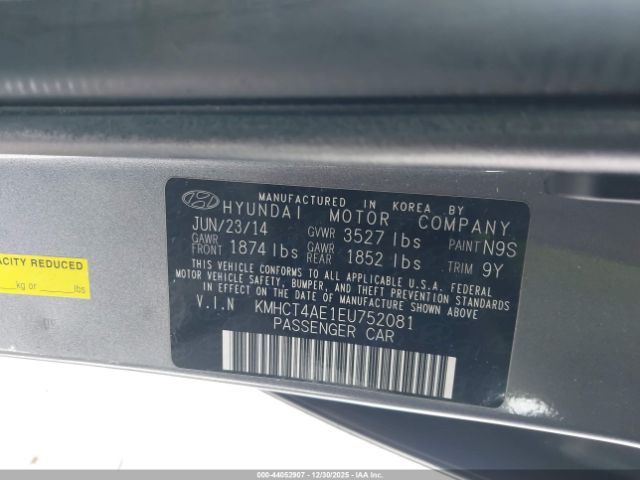 MANUFACTURED IN KOREA BY
HYUNDAI MOTOR COMPANY
JUN/23/14 GVWR 3527 lbs PAINT N9S
GAWR FRONT 1874 lbs GAWR REAR 1852 lbs TRIM 9Y
THIS VEHICLE CONFORMS TO ALL APPLICABLE U.S.A. FEDERAL
MOTOR VEHICLE SAFETY, BUMPER, AND THEFT PREVENTION
STANDARDS IN EFFECT ON THE DATE OF MANUFACTURE SHOWN ABOVE.
V.I.N KMHCT4AE1EU752081
PASSENGER CAR
ACITY REDUCED
kg or lbs
000-44052907 - 12/30/2025 - IAAI, Inc.